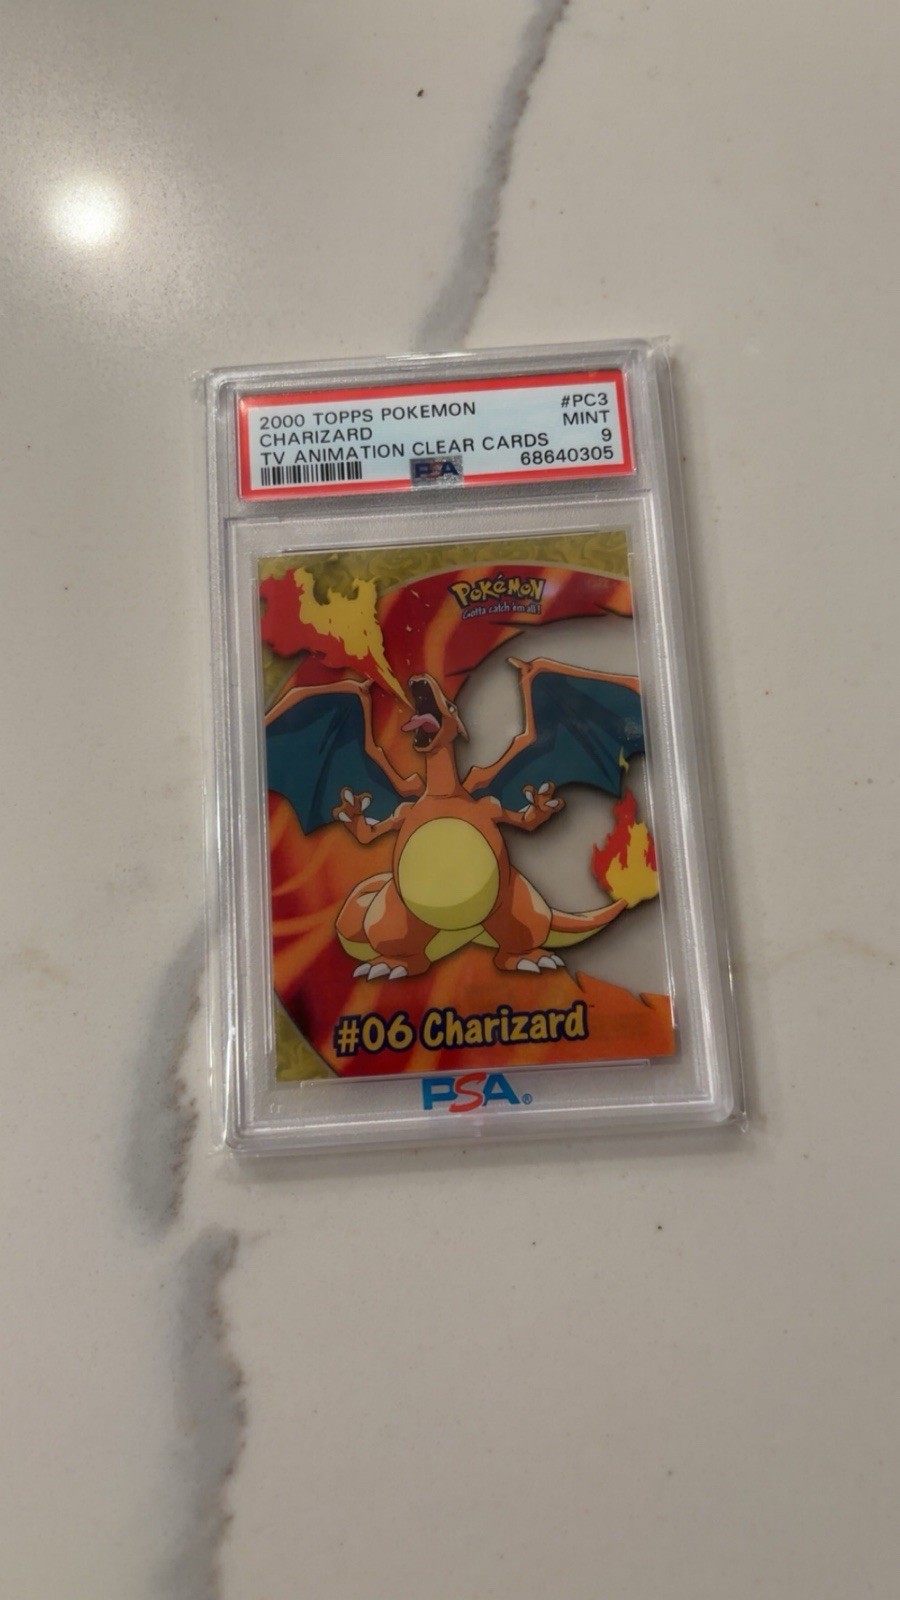 2000 TOPPS POKEMON #PC3
CHARIZARD MINT
TV ANIMATION CLEAR CARDS 9
68640305
PSA
POKéMON
Gotta catch 'em all!
#06 Charizard™
PSA®